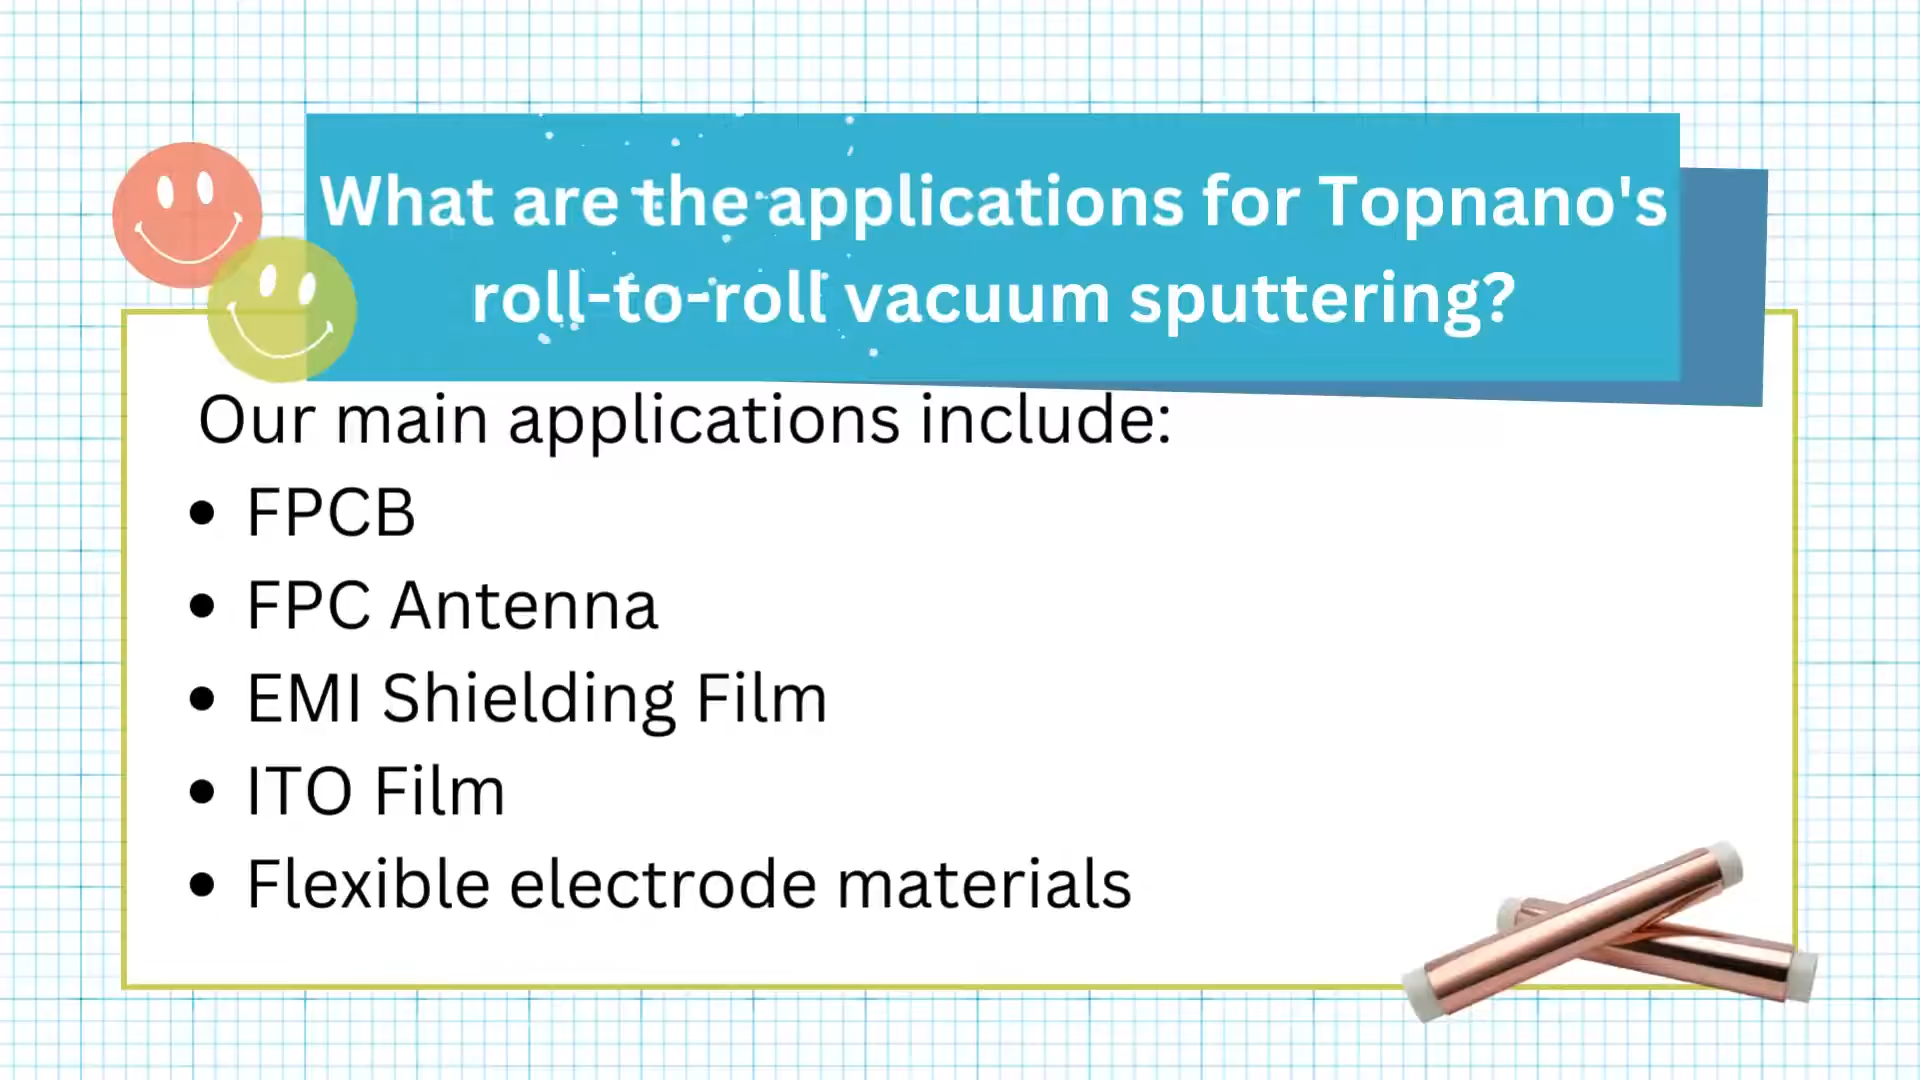 What are the applications for Topnano's
roll-to-roll vacuum sputtering?
Our main applications include:
• FPCB
• FPC Antenna
• EMI Shielding Film
• ITO Film
• Flexible electrode materials